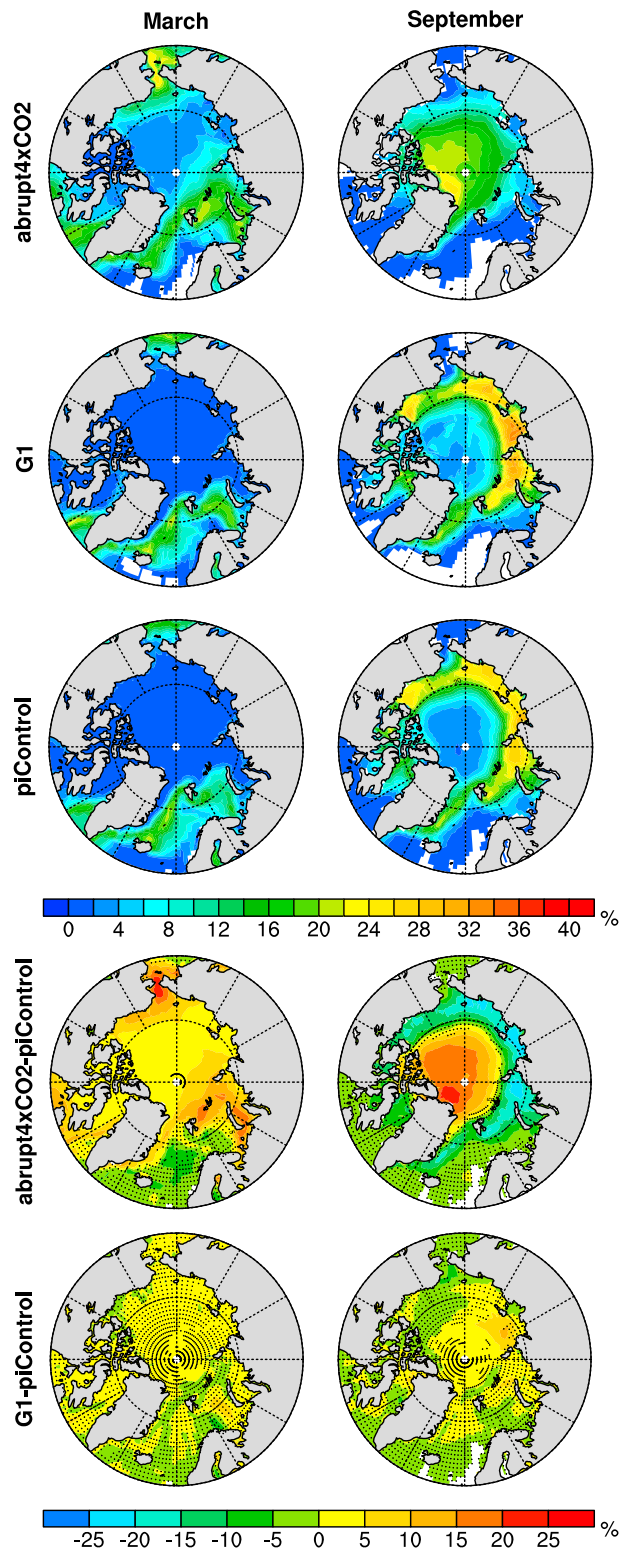 March September
abrupt4xCO2
G1
piControl
0 4 8 12 16 20 24 28 32 36 40 %
abrupt4xCO2-piControl
G1-piControl
-25 -20 -15 -10 -5 0 5 10 15 20 25 %